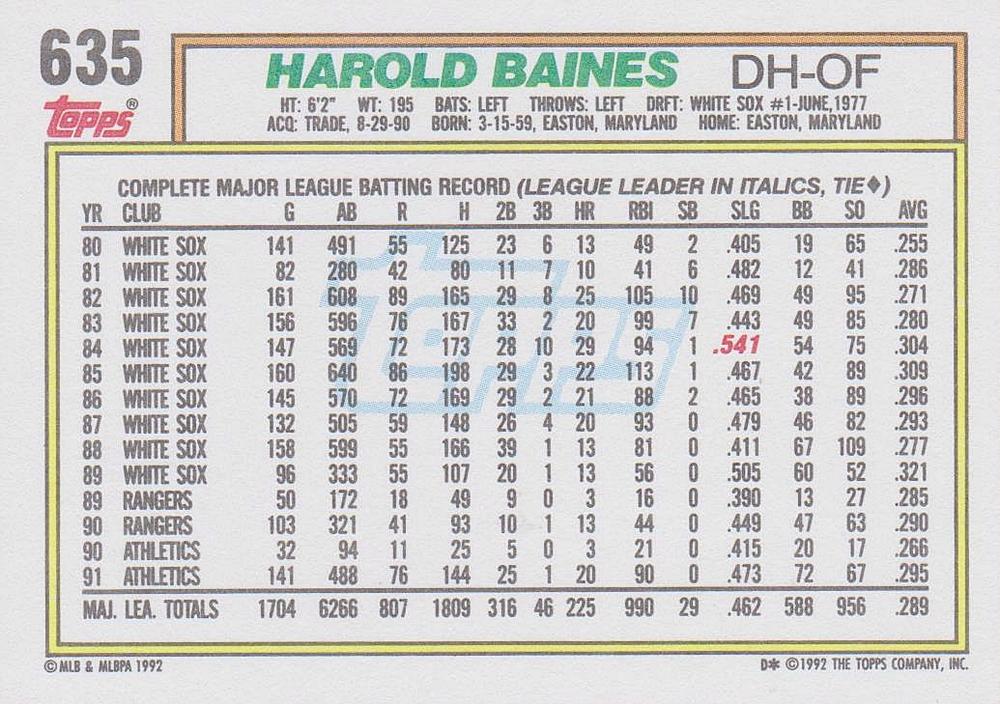 635
Topps®
HAROLD BAINES DH-OF
HT: 6'2" WT: 195 BATS: LEFT THROWS: LEFT DRFT: WHITE SOX #1-JUNE,1977
ACQ: TRADE, 8-29-90 BORN: 3-15-59, EASTON, MARYLAND HOME: EASTON, MARYLAND
COMPLETE MAJOR LEAGUE BATTING RECORD (LEAGUE LEADER IN ITALICS, TIE♦)
YR CLUB G AB R H 2B 3B HR RBI SB SLG BB SO AVG
80 WHITE SOX 141 491 55 125 23 6 13 49 2 .405 19 65 .255
81 WHITE SOX 82 280 42 80 11 7 10 41 6 .482 12 41 .286
82 WHITE SOX 161 608 89 165 29 8 25 105 10 .469 49 95 .271
83 WHITE SOX 156 596 76 167 33 2 20 99 7 .443 49 85 .280
84 WHITE SOX 147 569 72 173 28 10 29 94 1 .541 54 75 .304
85 WHITE SOX 160 640 86 198 29 3 22 113 1 .467 42 89 .309
86 WHITE SOX 145 570 72 169 29 2 21 88 2 .465 38 89 .296
87 WHITE SOX 132 505 59 148 26 4 20 93 0 .479 46 82 .293
88 WHITE SOX 158 599 55 166 39 1 13 81 0 .411 67 109 .277
89 WHITE SOX 96 333 55 107 20 1 13 56 0 .505 60 52 .321
89 RANGERS 50 172 18 49 9 0 3 16 0 .390 13 27 .285
90 RANGERS 103 321 41 93 10 1 13 44 0 .449 47 63 .290
90 ATHLETICS 32 94 11 25 5 0 3 21 0 .415 20 17 .266
91 ATHLETICS 141 488 76 144 25 1 20 90 0 .473 72 67 .295
MAJ. LEA. TOTALS 1704 6266 807 1809 316 46 225 990 29 .462 588 956 .289
Topps
©MLB & MLBPA 1992
D* ©1992 THE TOPPS COMPANY, INC.